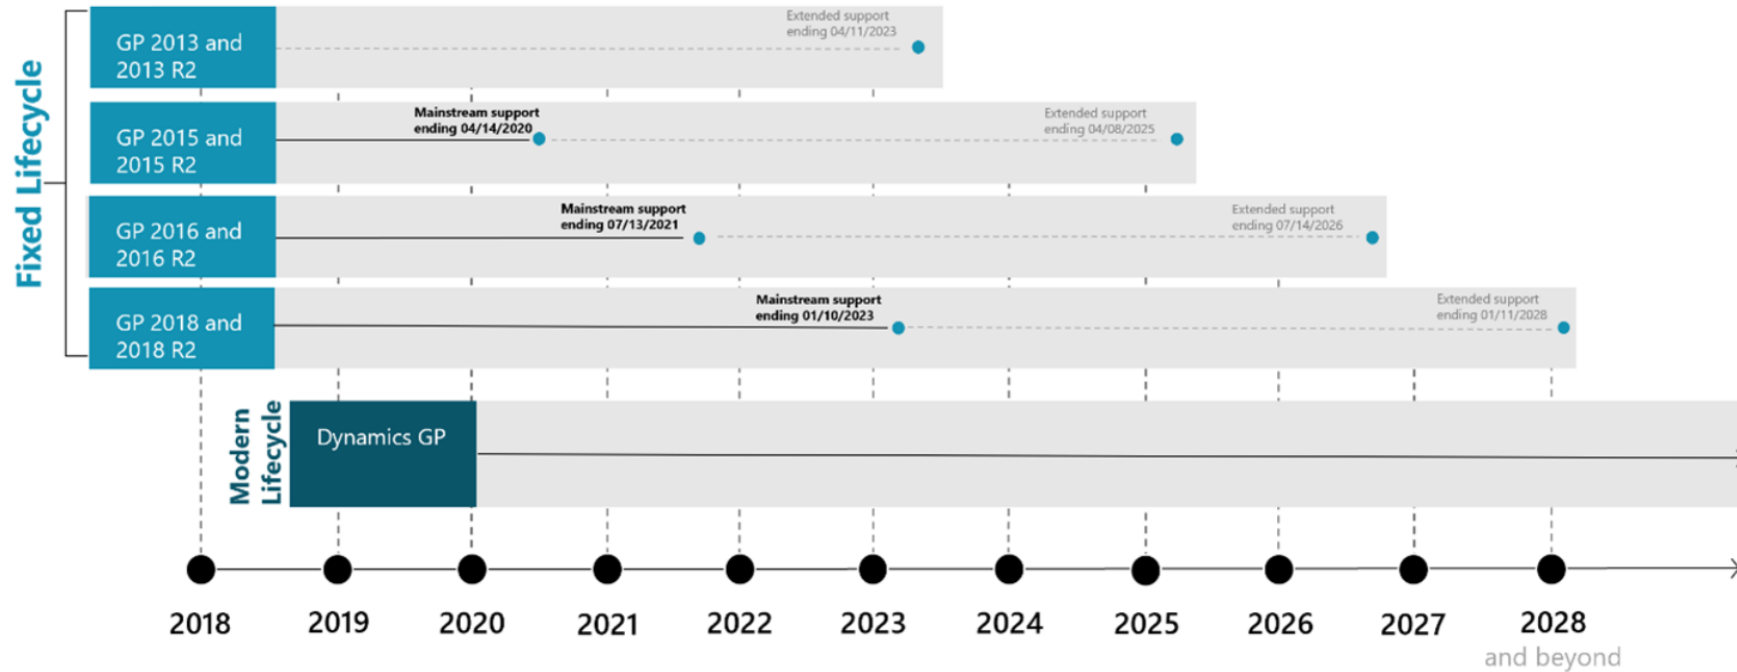 Fixed Lifecycle
GP 2013 and
2013 R2
Extended support
ending 04/11/2023
GP 2015 and
2015 R2
Mainstream support
ending 04/14/2020
Extended support
ending 04/08/2025
GP 2016 and
2016 R2
Mainstream support
ending 07/13/2021
Extended support
ending 07/14/2026
GP 2018 and
2018 R2
Mainstream support
ending 01/10/2023
Extended support
ending 01/11/2028
Modern
Lifecycle
Dynamics GP
2018
2019
2020
2021
2022
2023
2024
2025
2026
2027
2028
and beyond